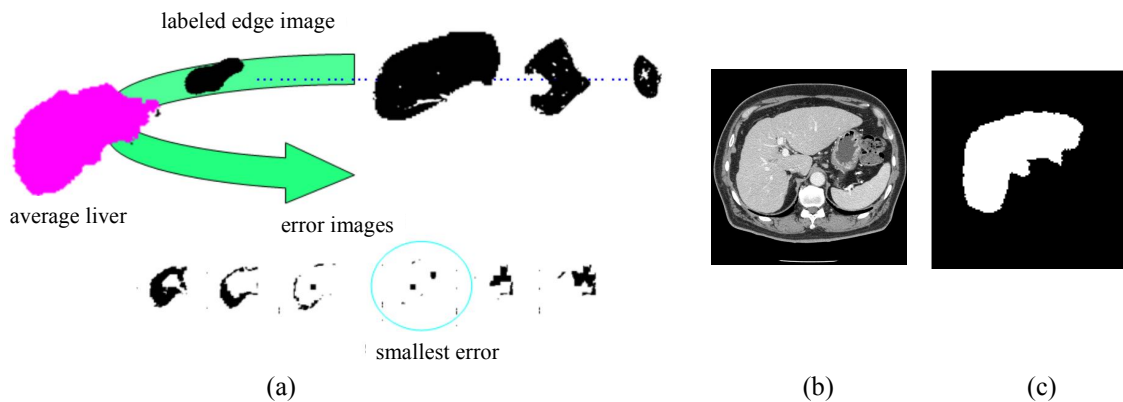 labeled edge image
average liver
error images
smallest error
(a)
(b)
(c)